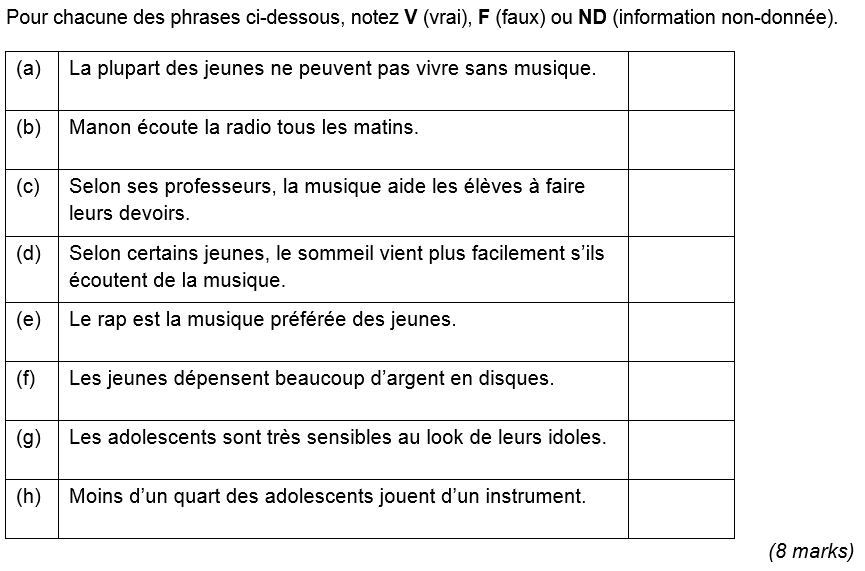 Pour chacune des phrases ci-dessous, notez V (vrai), F (faux) ou ND (information non-donnée).
(a) La plupart des jeunes ne peuvent pas vivre sans musique.
(b) Manon écoute la radio tous les matins.
(c) Selon ses professeurs, la musique aide les élèves à faire
leurs devoirs.
(d) Selon certains jeunes, le sommeil vient plus facilement s’ils
écoutent de la musique.
(e) Le rap est la musique préférée des jeunes.
(f) Les jeunes dépensent beaucoup d’argent en disques.
(g) Les adolescents sont très sensibles au look de leurs idoles.
(h) Moins d’un quart des adolescents jouent d’un instrument.
(8 marks)